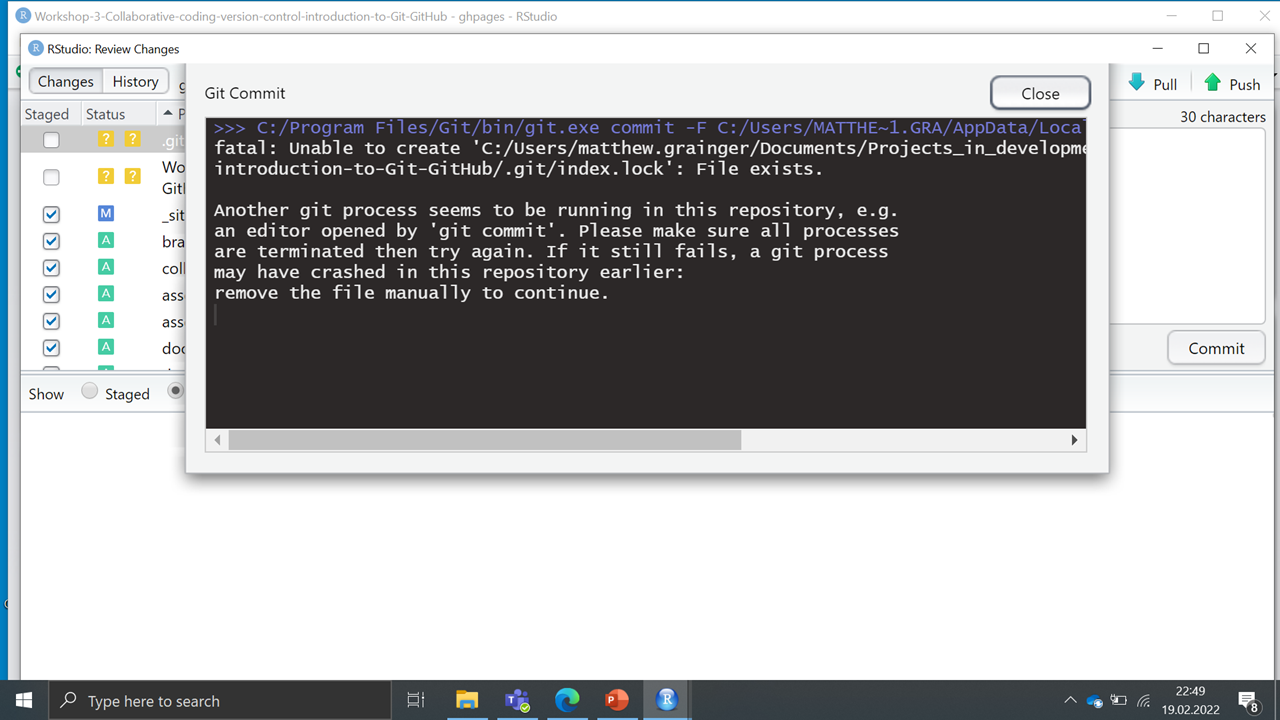 Workshop-3-Collaborative-coding-version-control-introduction-to-Git-GitHub - ghpages - RStudio
RStudio: Review Changes
Changes History g Pull Push
Git Commit Close
Staged Status P
30 characters
>>> C:/Program Files/Git/bin/git.exe commit -F C:/Users/MATTHE~1.GRA/AppData/Loca
fatal: Unable to create 'C:/Users/matthew.grainger/Documents/Projects_in_developme
introduction-to-Git-GitHub/.git/index.lock': File exists.
Another git process seems to be running in this repository, e.g.
an editor opened by 'git commit'. Please make sure all processes
are terminated then try again. If it still fails, a git process
may have crashed in this repository earlier:
remove the file manually to continue.
? ? .git
? ? Wo
Gitl
M _sit
A bra
A coll
A ass
A ass
A doc
Commit
Show Staged
Type here to search
22:49
19.02.2022
8